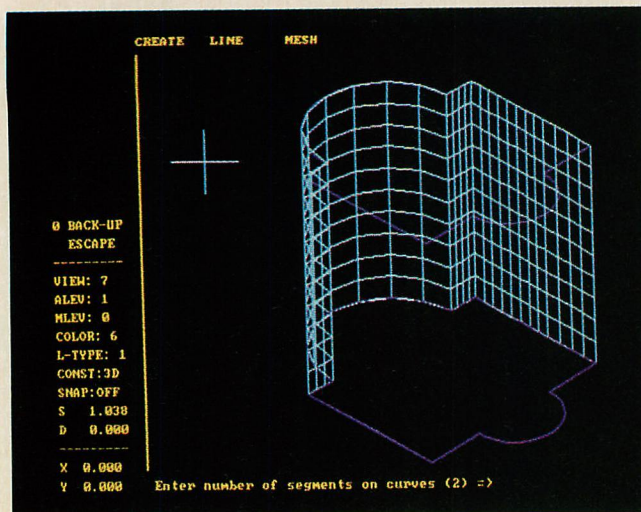 CREATE LINE MESH
0 BACK-UP
ESCAPE
---------
VIEW: 7
ALEV: 1
MLEV: 0
COLOR: 6
L-TYPE: 1
CONST:3D
SNAP:OFF
S 1.038
D 0.000
---------
X 0.000
Y 0.000
Enter number of segments on curves (2) =>